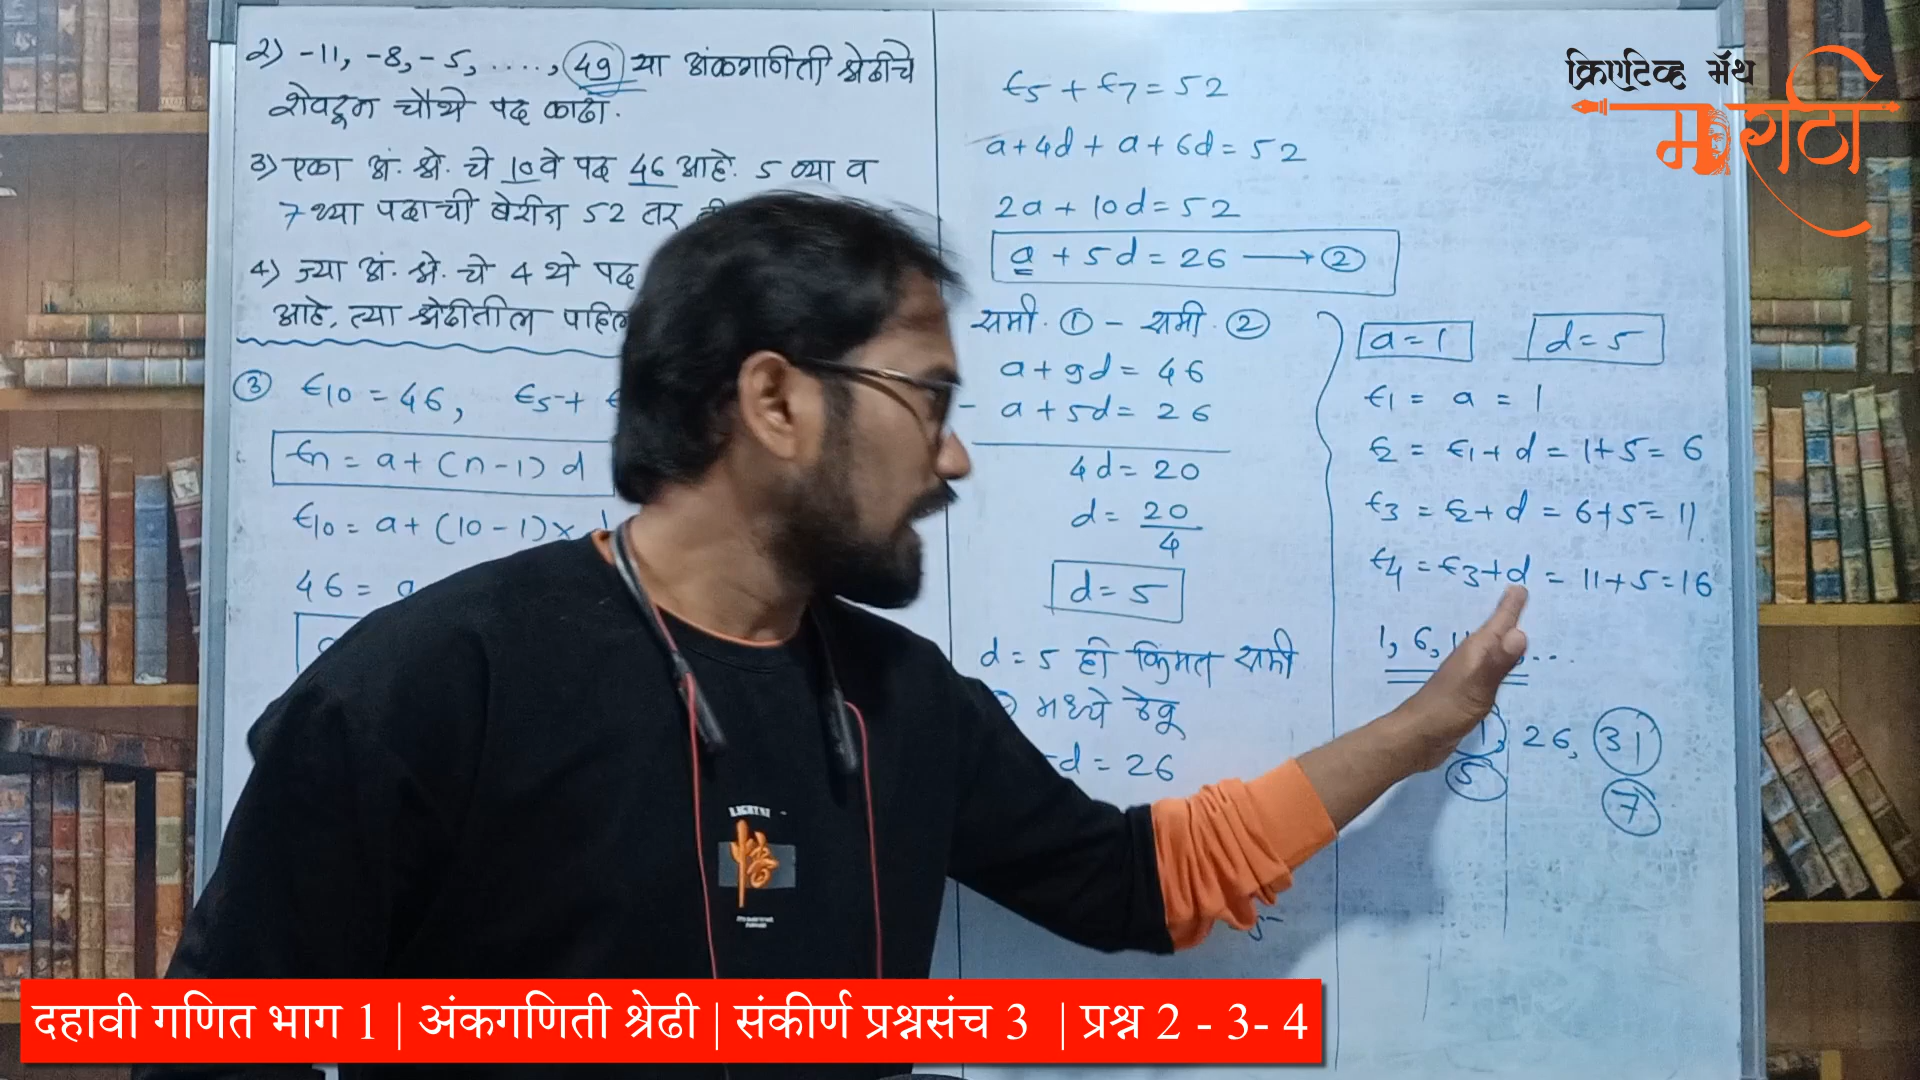 2) -11, -8, -5, ...., 49 या अंकगणिती श्रेढीचे
शेवटून चौथे पद काढा.
3) एका अं. श्रे. चे 10 वे पद 46 आहे. 5 व्या व
7 व्या पदाची बेरीज 52 तर
4) ज्या अं. श्रे. चे 4 थे पद
आहे, त्या श्रेढीतील पहिल
③ t10 = 46, t5 +
tn = a + (n-1) d
t10 = a + (10-1) x
46 =
t5 + t7 = 52
a + 4d + a + 6d = 52
2a + 10d = 52
a + 5d = 26 → ②
समी. ① - समी. ②
a + 9d = 46
- a + 5d = 26
4d = 20
d = 20/4
d = 5
d = 5 ही किंमत समी
मध्ये ठेवू
d = 26
a = 1 d = 5
t1 = a = 1
t2 = t1 + d = 1 + 5 = 6
t3 = t2 + d = 6 + 5 = 11
t4 = t3 + d = 11 + 5 = 16
1, 6, ...
26, 31
5 7
क्रिएटिव्ह मॅथ
मराठी
दहावी गणित भाग 1 | अंकगणिती श्रेढी | संकीर्ण प्रश्नसंच 3 | प्रश्न 2 - 3- 4